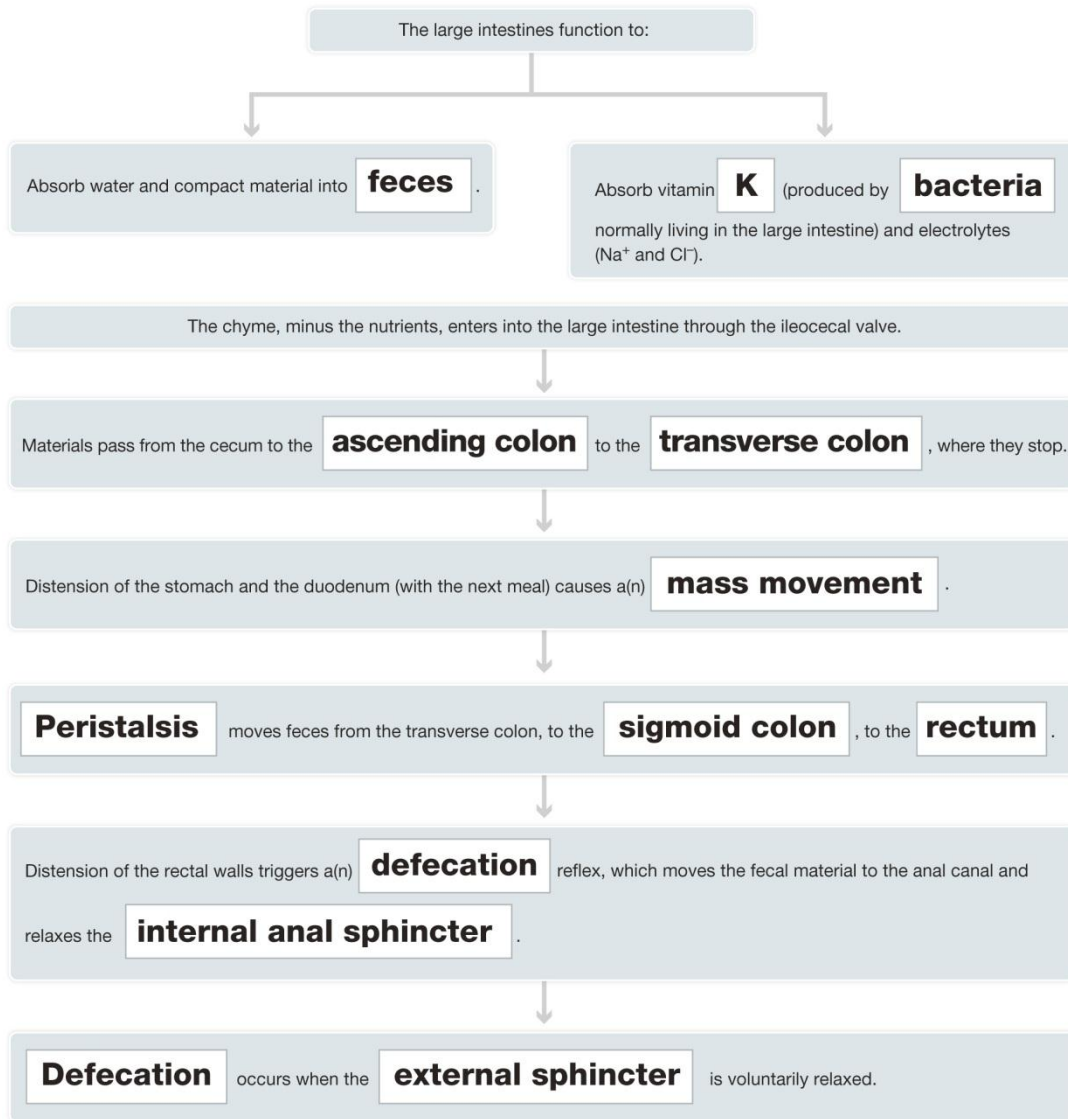 The large intestines function to:
Absorb water and compact material into feces .
Absorb vitamin K (produced by bacteria
normally living in the large intestine) and electrolytes
(Na⁺ and Cl⁻).
The chyme, minus the nutrients, enters into the large intestine through the ileocecal valve.
Materials pass from the cecum to the ascending colon to the transverse colon , where they stop.
Distension of the stomach and the duodenum (with the next meal) causes a(n) mass movement .
Peristalsis moves feces from the transverse colon, to the sigmoid colon , to the rectum .
Distension of the rectal walls triggers a(n) defecation reflex, which moves the fecal material to the anal canal and
relaxes the internal anal sphincter .
Defecation occurs when the external sphincter is voluntarily relaxed.